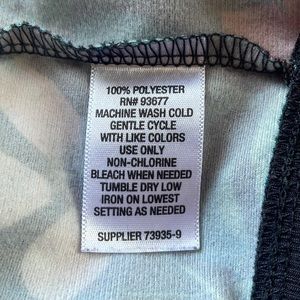 100% POLYESTER
RN# 93677
MACHINE WASH COLD
GENTLE CYCLE
WITH LIKE COLORS
USE ONLY
NON-CHLORINE
BLEACH WHEN NEEDED
TUMBLE DRY LOW
IRON ON LOWEST
SETTING AS NEEDED
SUPPLIER 73935-9